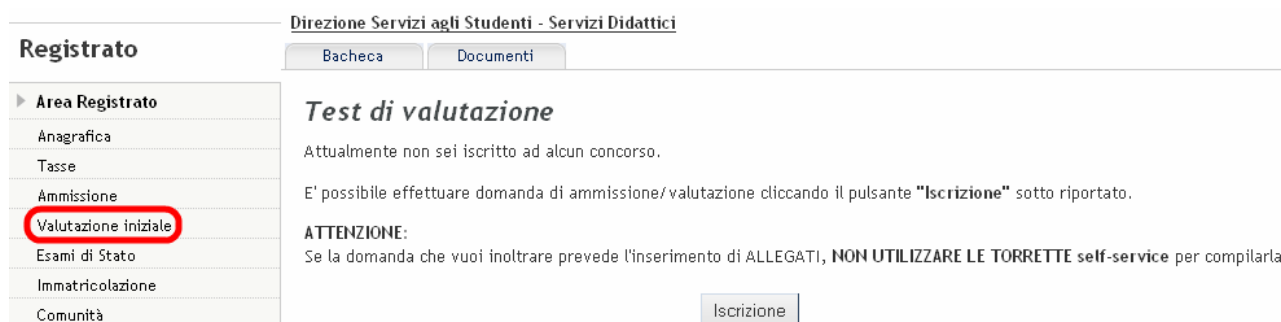 Direzione Servizi agli Studenti - Servizi Didattici
Registrato
Bacheca
Documenti
Area Registrato
Anagrafica
Tasse
Ammissione
Valutazione iniziale
Esami di Stato
Immatricolazione
Comunità
Test di valutazione
Attualmente non sei iscritto ad alcun concorso.
E' possibile effettuare domanda di ammissione/valutazione cliccando il pulsante "Iscrizione" sotto riportato.
ATTENZIONE:
Se la domanda che vuoi inoltrare prevede l'inserimento di ALLEGATI, NON UTILIZZARE LE TORRETTE self-service per compilarla
Iscrizione